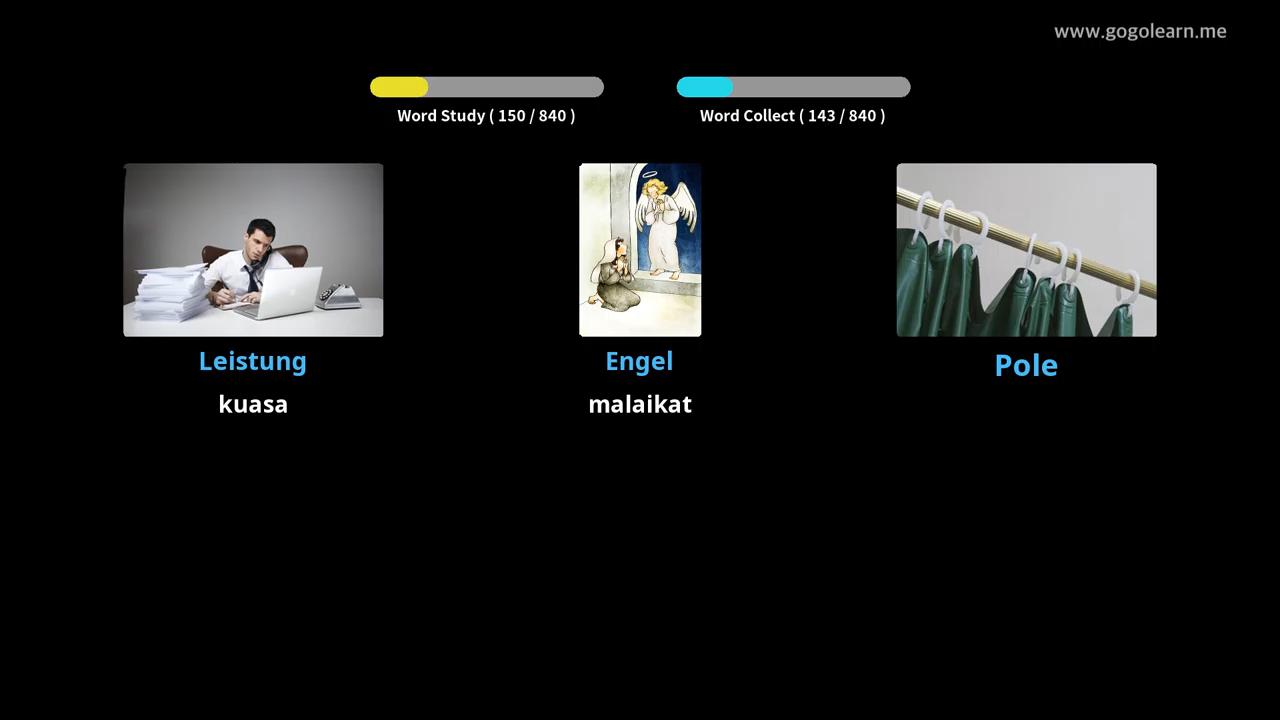 www.gogolearn.me
Word Study ( 150 / 840 )
Word Collect ( 143 / 840 )
Leistung
kuasa
Engel
malaikat
Pole